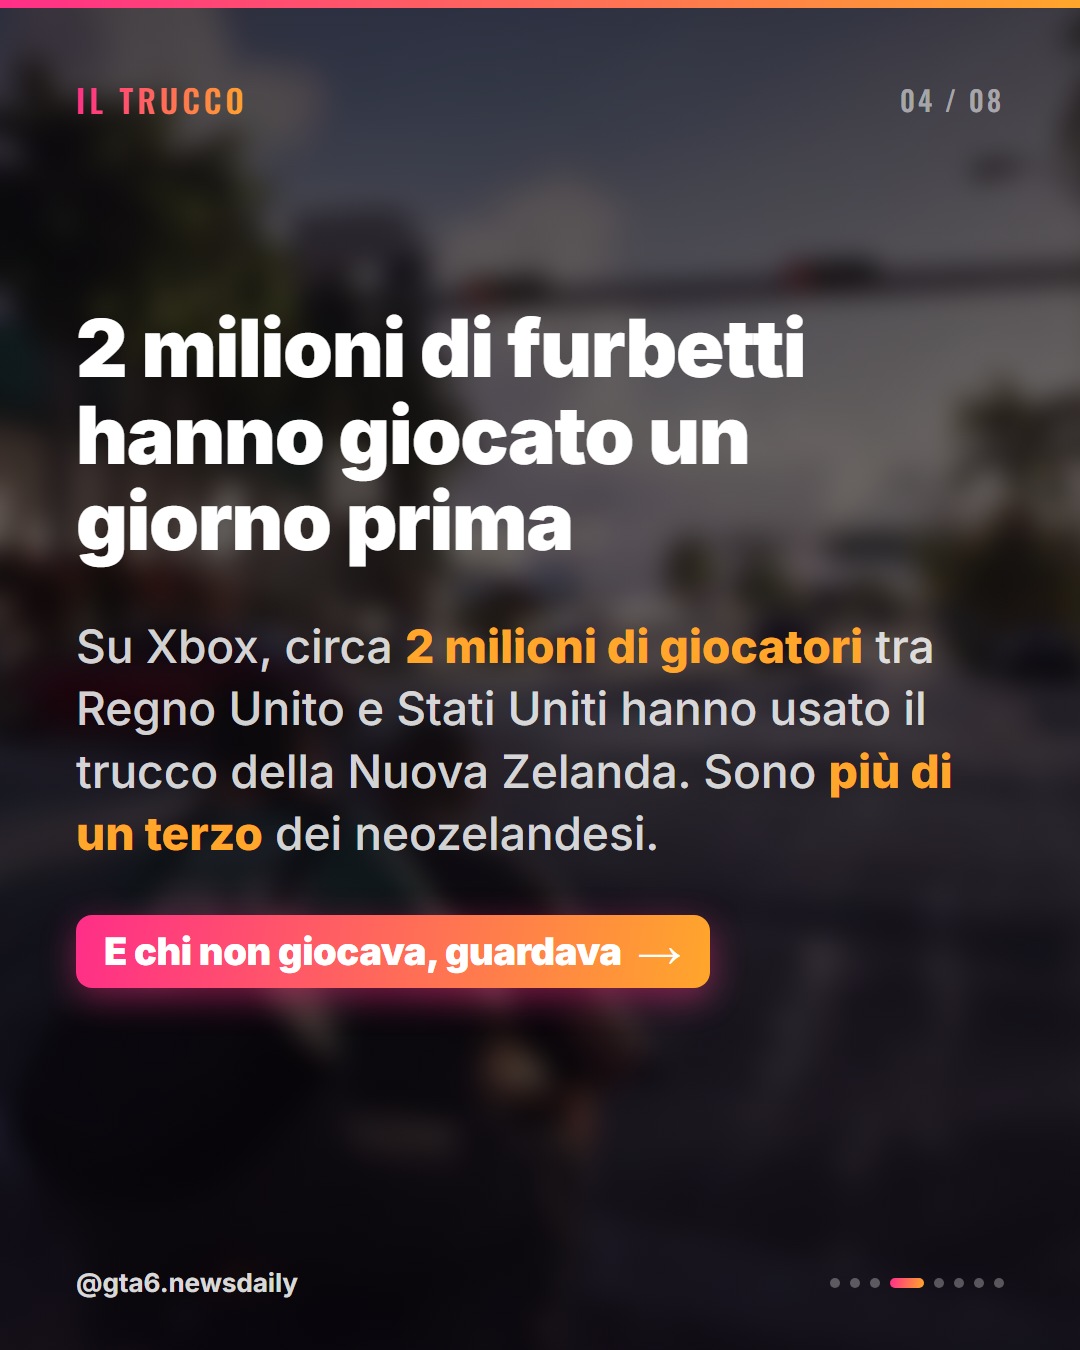 IL TRUCCO
04 / 08
2 milioni di furbetti
hanno giocato un
giorno prima
Su Xbox, circa 2 milioni di giocatori tra
Regno Unito e Stati Uniti hanno usato il
trucco della Nuova Zelanda. Sono più di
un terzo dei neozelandesi.
E chi non giocava, guardava →
@gta6.newsdaily